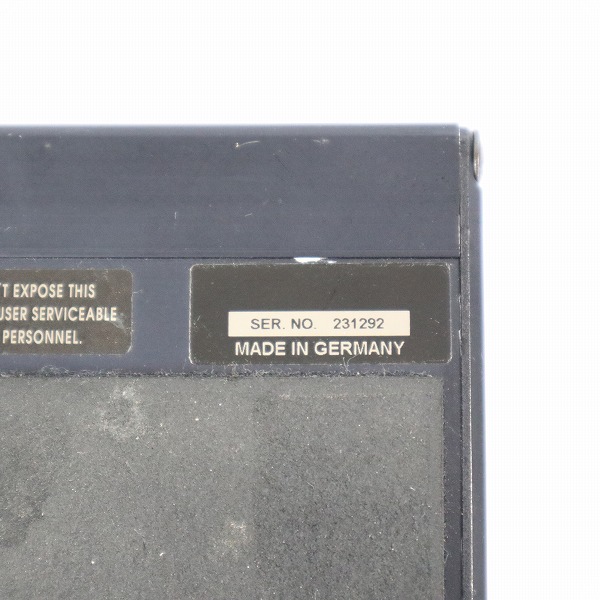 'T EXPOSE THIS
USER SERVICEABLE
PERSONNEL.
SER. NO. 231292
MADE IN GERMANY